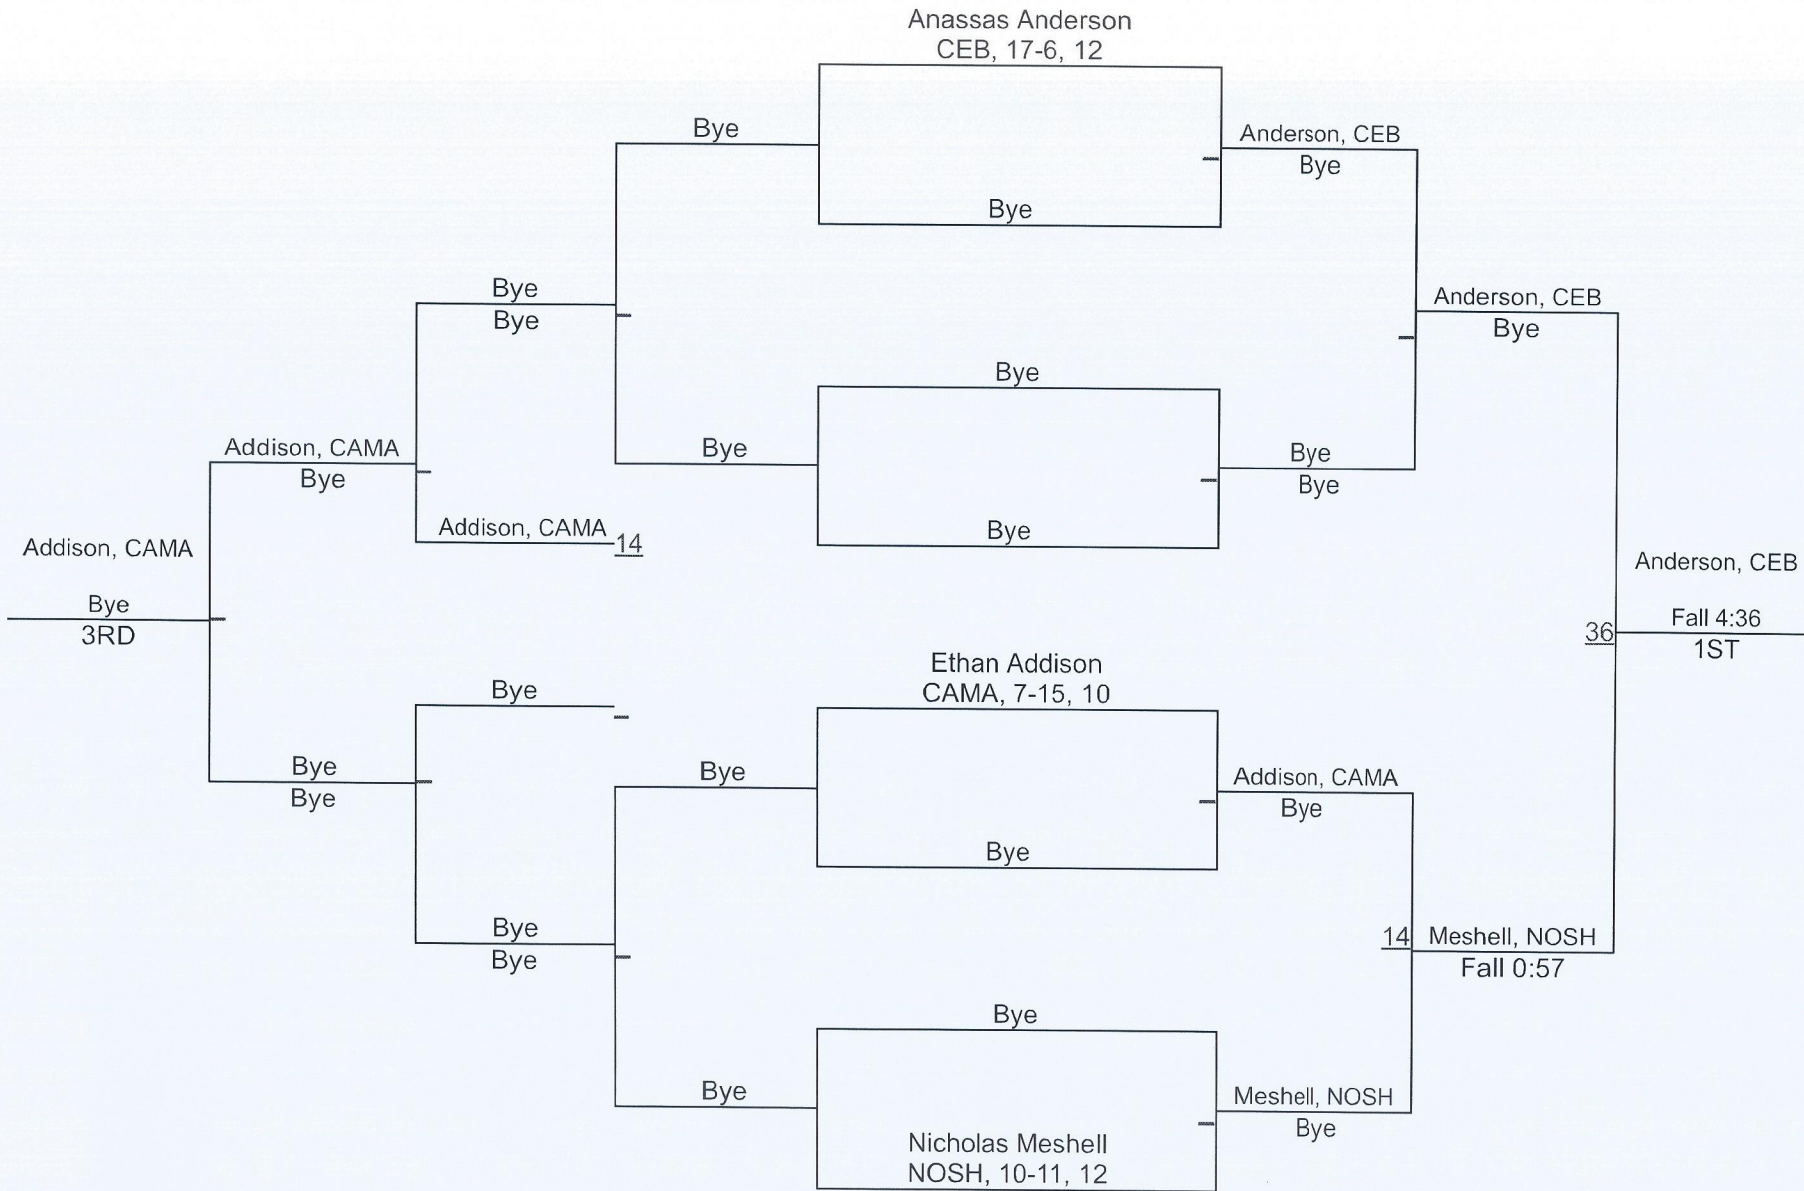 Anassas Anderson
CEB, 17-6, 12
Bye
Anderson, CEB
Bye
Bye
Bye
Bye
Anderson, CEB
Bye
Bye
Addison, CAMA
Bye
Bye
Bye
Bye
Addison, CAMA
14
Bye
Addison, CAMA
Bye
3RD
Anderson, CEB
Fall 4:36
36
1ST
Ethan Addison
CAMA, 7-15, 10
Bye
Bye
Bye
Bye
Addison, CAMA
Bye
Bye
Bye
Bye
14
Meshell, NOSH
Fall 0:57
Bye
Bye
Meshell, NOSH
Bye
Nicholas Meshell
NOSH, 10-11, 12